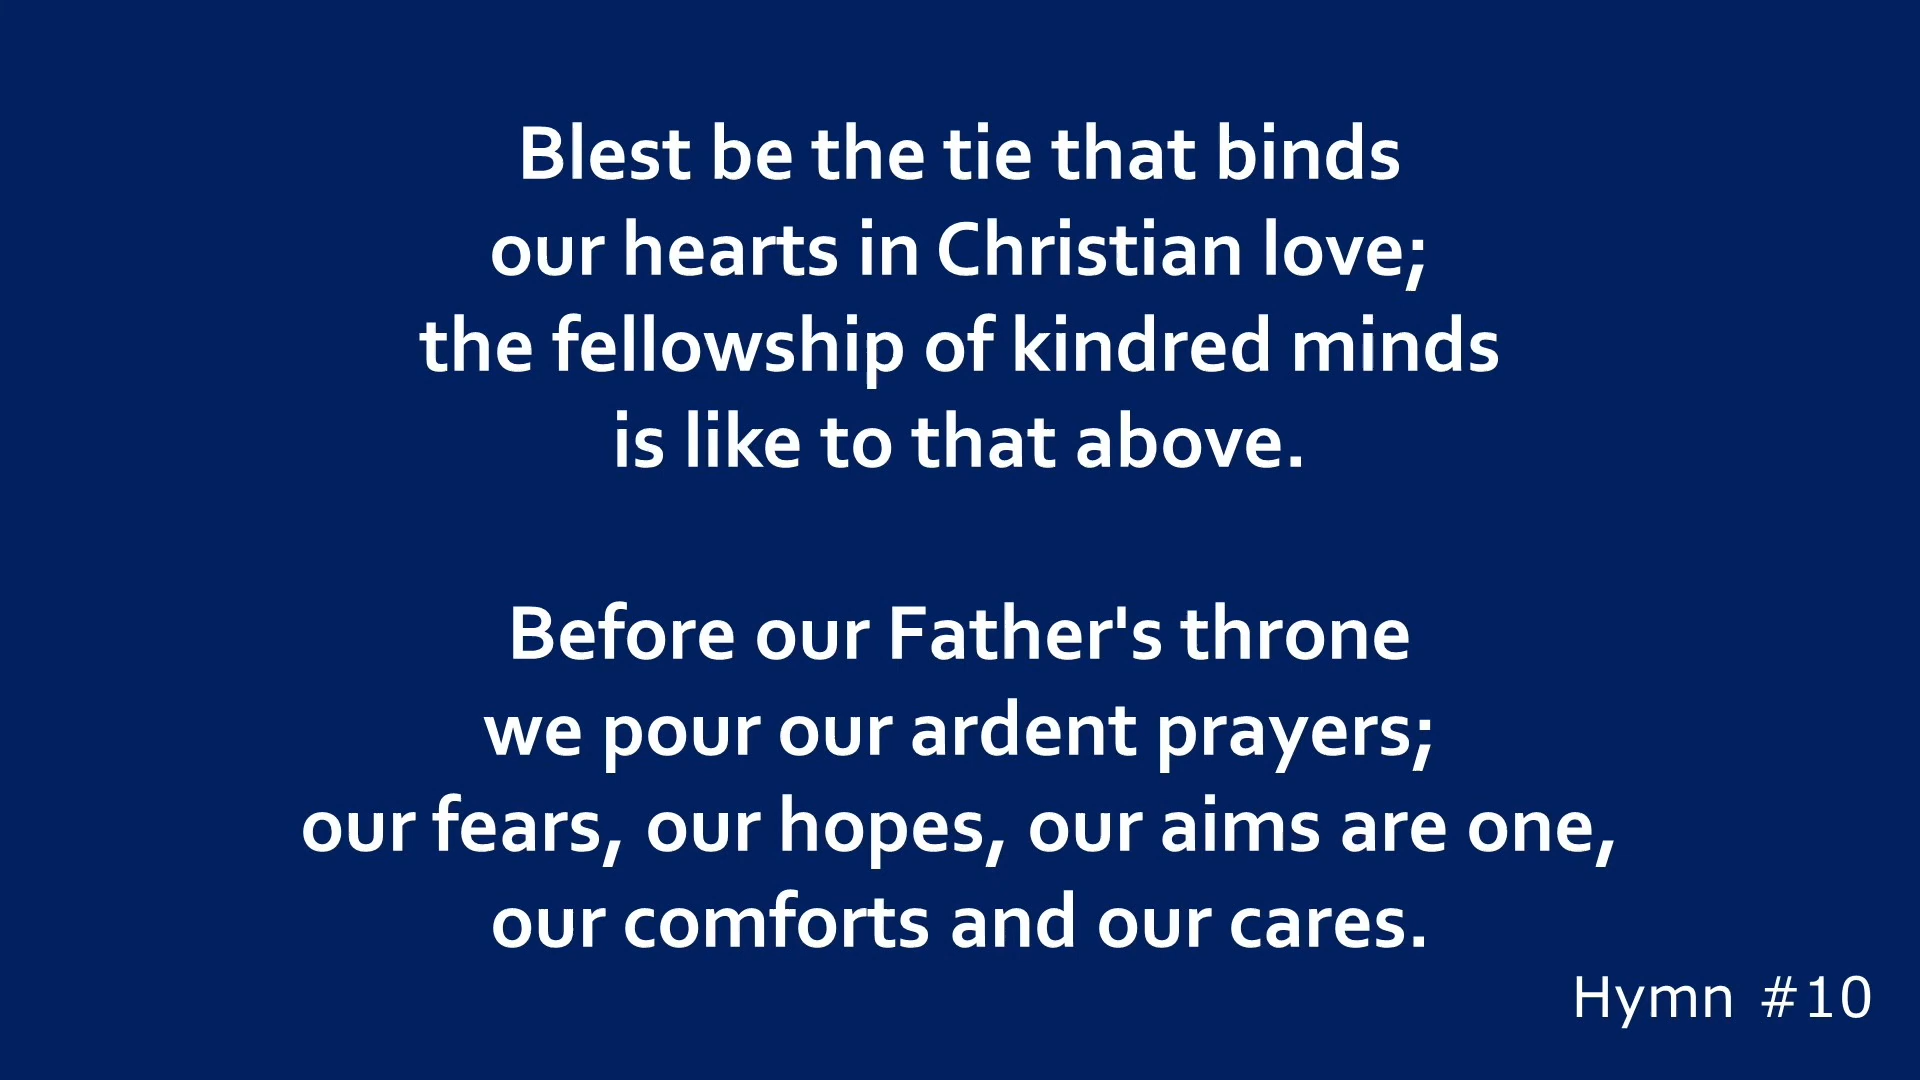 Blest be the tie that binds
our hearts in Christian love;
the fellowship of kindred minds
is like to that above.
Before our Father's throne
we pour our ardent prayers;
our fears, our hopes, our aims are one,
our comforts and our cares.
Hymn #10